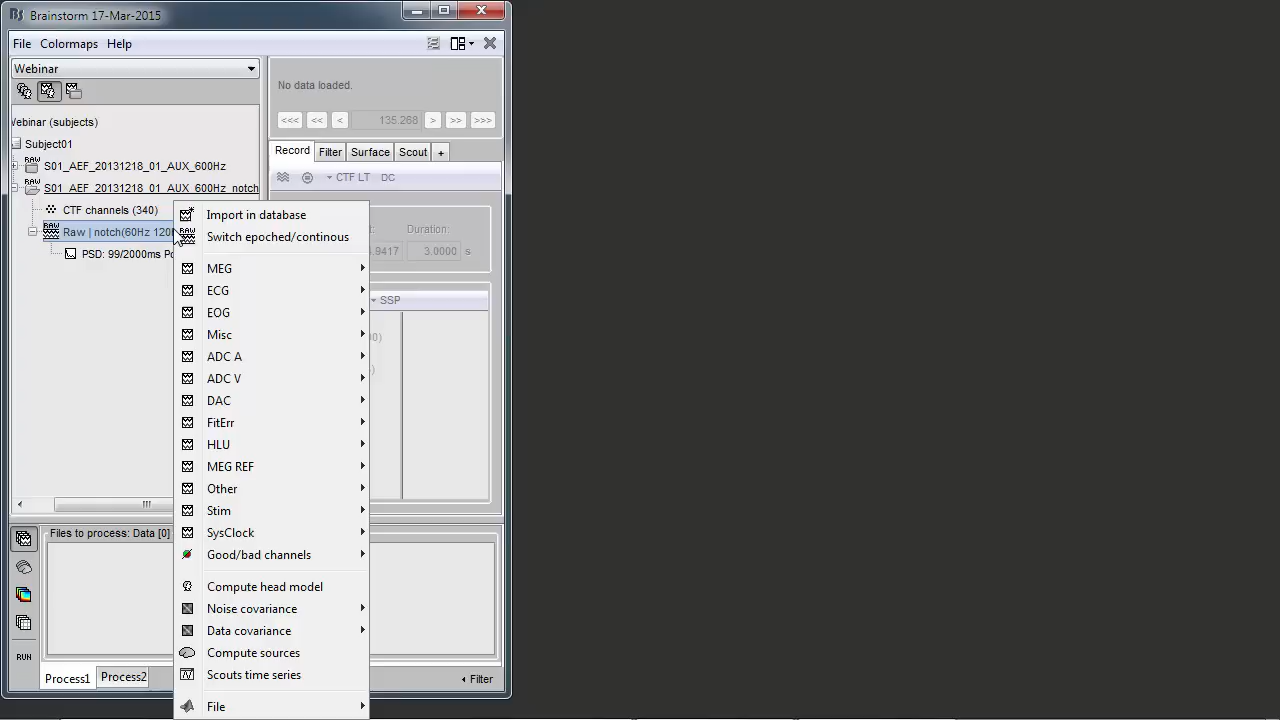 Brainstorm 17-Mar-2015
File Colormaps Help
Webinar
No data loaded.
<<< << < 135.268 > >> >>>
ebinar (subjects)
Subject01
S01_AEF_20131218_01_AUX_600Hz
S01_AEF_20131218_01_AUX_600Hz_notch
CTF channels (340)
Raw | notch(60Hz 120
PSD: 99/2000ms Po
Record Filter Surface Scout +
CTF LT DC
t: Duration:
.9417 3.0000 s
SSP
0)
)
Import in database
Switch epoched/continous
MEG
ECG
EOG
Misc
ADC A
ADC V
DAC
FitErr
HLU
MEG REF
Other
Stim
SysClock
Good/bad channels
Compute head model
Noise covariance
Data covariance
Compute sources
Scouts time series
File
Files to process: Data [0]
RUN
Process1 Process2
Filter